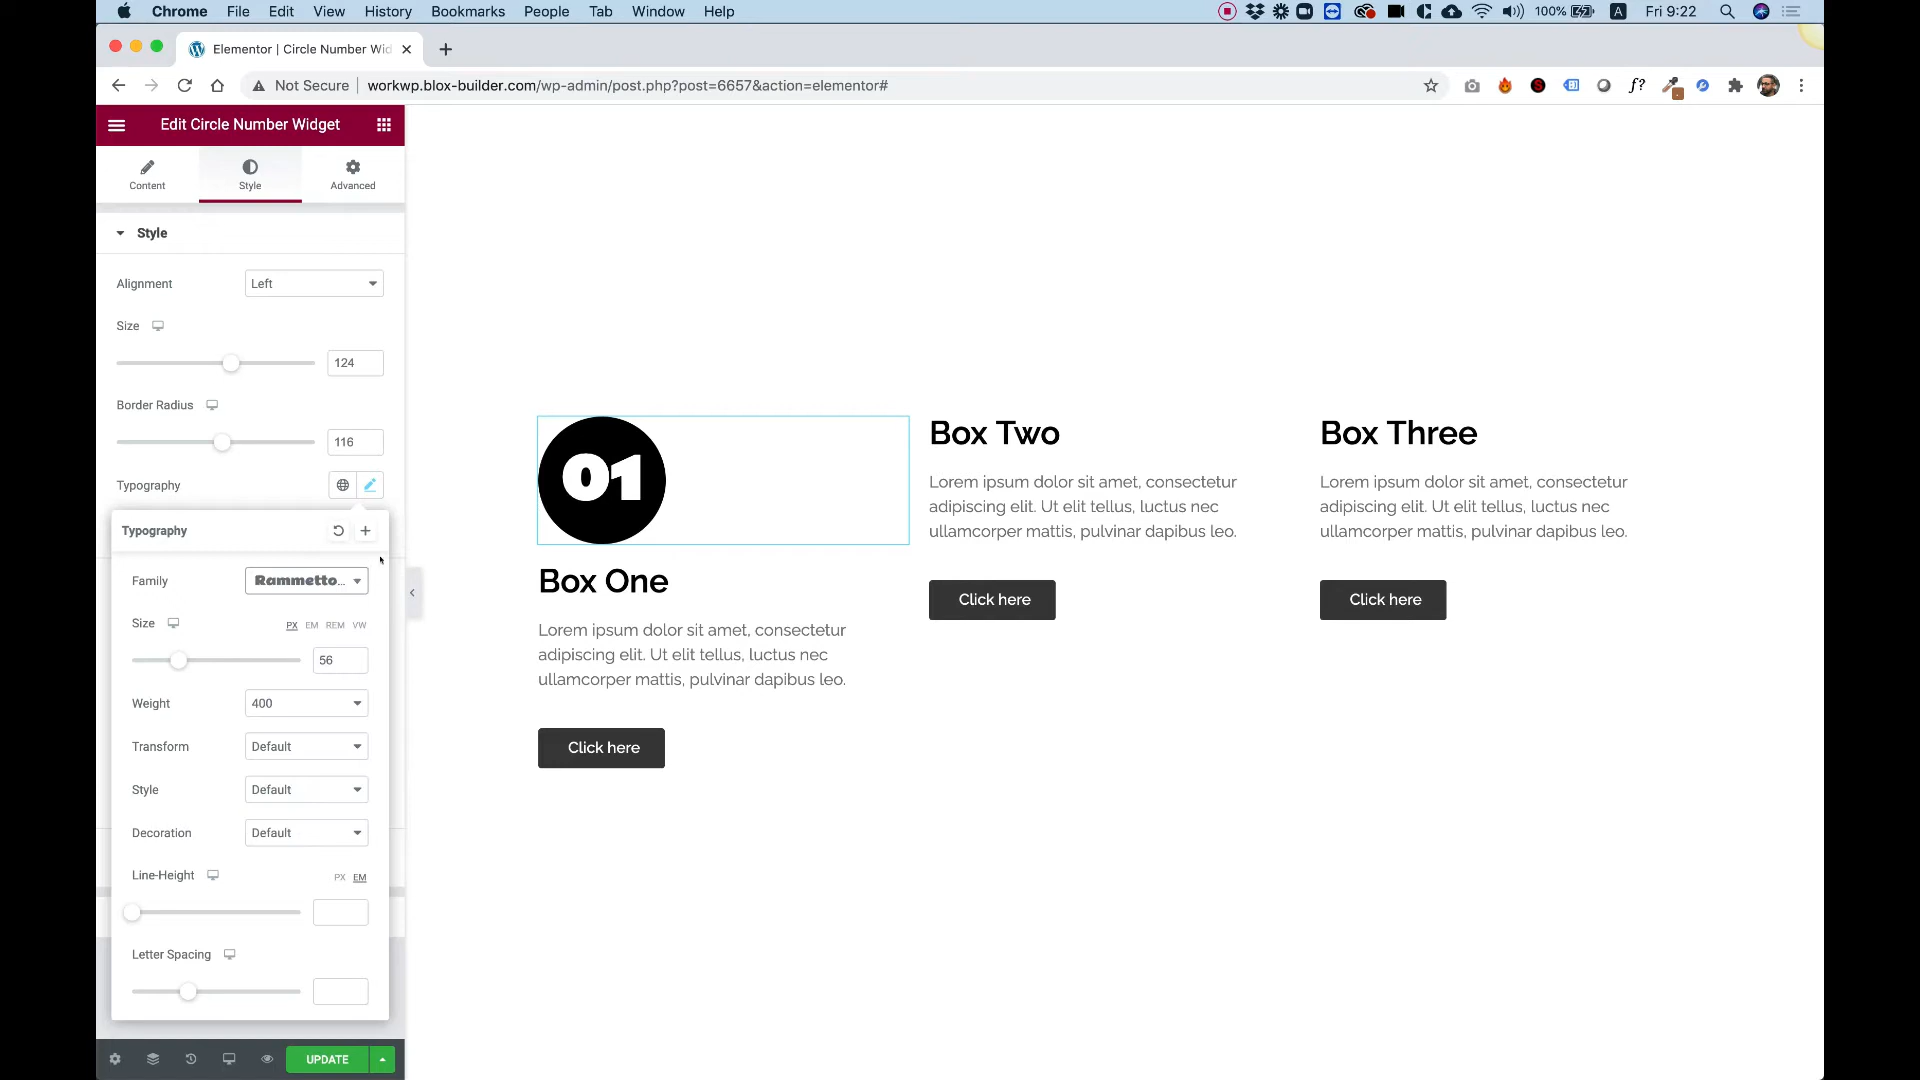 Chrome File Edit View History Bookmarks People Tab Window Help
100% A Fri 9:22
Elementor | Circle Number Wid
Not Secure workwp.blox-builder.com/wp-admin/post.php?post=6657&action=elementor#
f?
Edit Circle Number Widget
Content Style Advanced
Style
Alignment Left
Size
124
Border Radius
116
Typography
Typography
Family Rammetto...
Size PX EM REM VW
56
Weight 400
Transform Default
Style Default
Decoration Default
Line-Height PX EM
Letter Spacing
UPDATE
01
Box One
Lorem ipsum dolor sit amet, consectetur
adipiscing elit. Ut elit tellus, luctus nec
ullamcorper mattis, pulvinar dapibus leo.
Click here
Box Two
Lorem ipsum dolor sit amet, consectetur
adipiscing elit. Ut elit tellus, luctus nec
ullamcorper mattis, pulvinar dapibus leo.
Click here
Box Three
Lorem ipsum dolor sit amet, consectetur
adipiscing elit. Ut elit tellus, luctus nec
ullamcorper mattis, pulvinar dapibus leo.
Click here